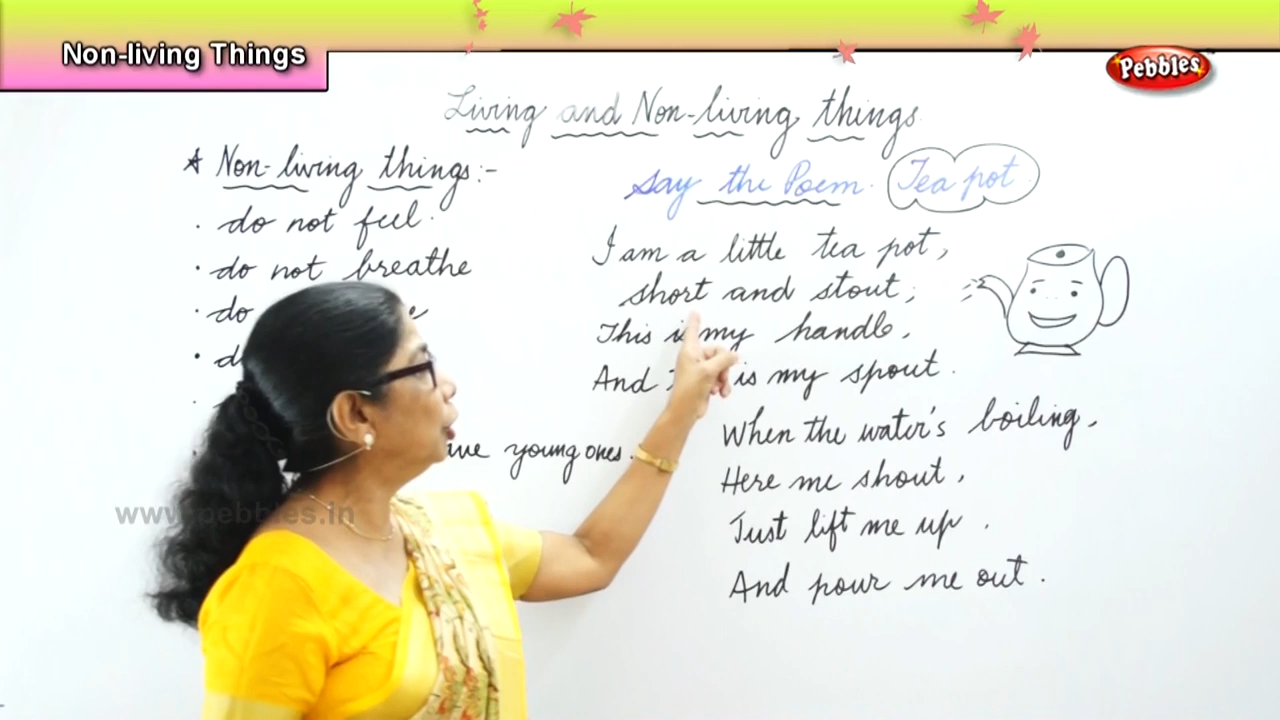 Non-living Things
Pebbles
Living and Non-living things
Non-living things:-
. do not feel.
. do not breathe
. do
. d
young ones.
Say the Poem. Tea pot.
I am a little tea pot,
short and stout,
This is my handle,
And is my spout.
When the water's boiling,
Here me shout,
Just lift me up.
And pour me out.
www.pebbles.in